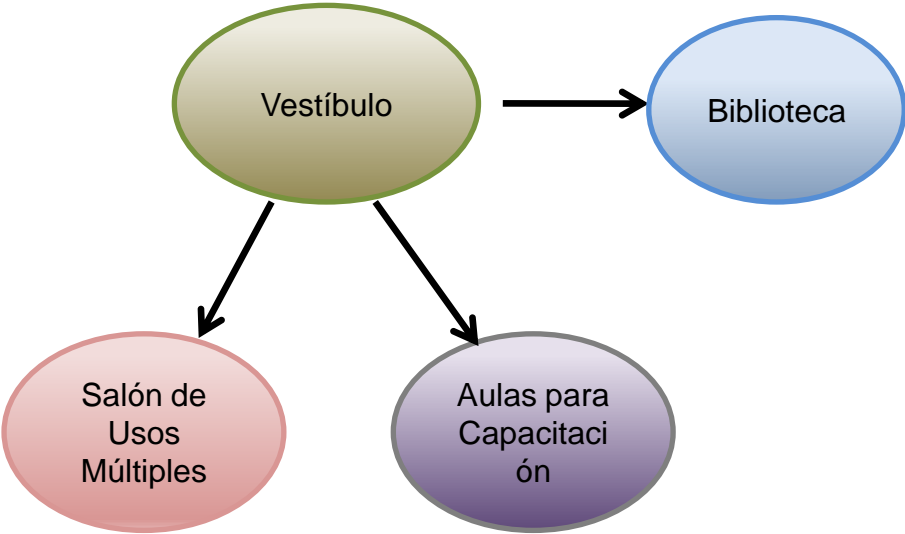 Vestíbulo
Biblioteca
Salón de
Usos
Múltiples
Aulas para
Capacitaci
ón